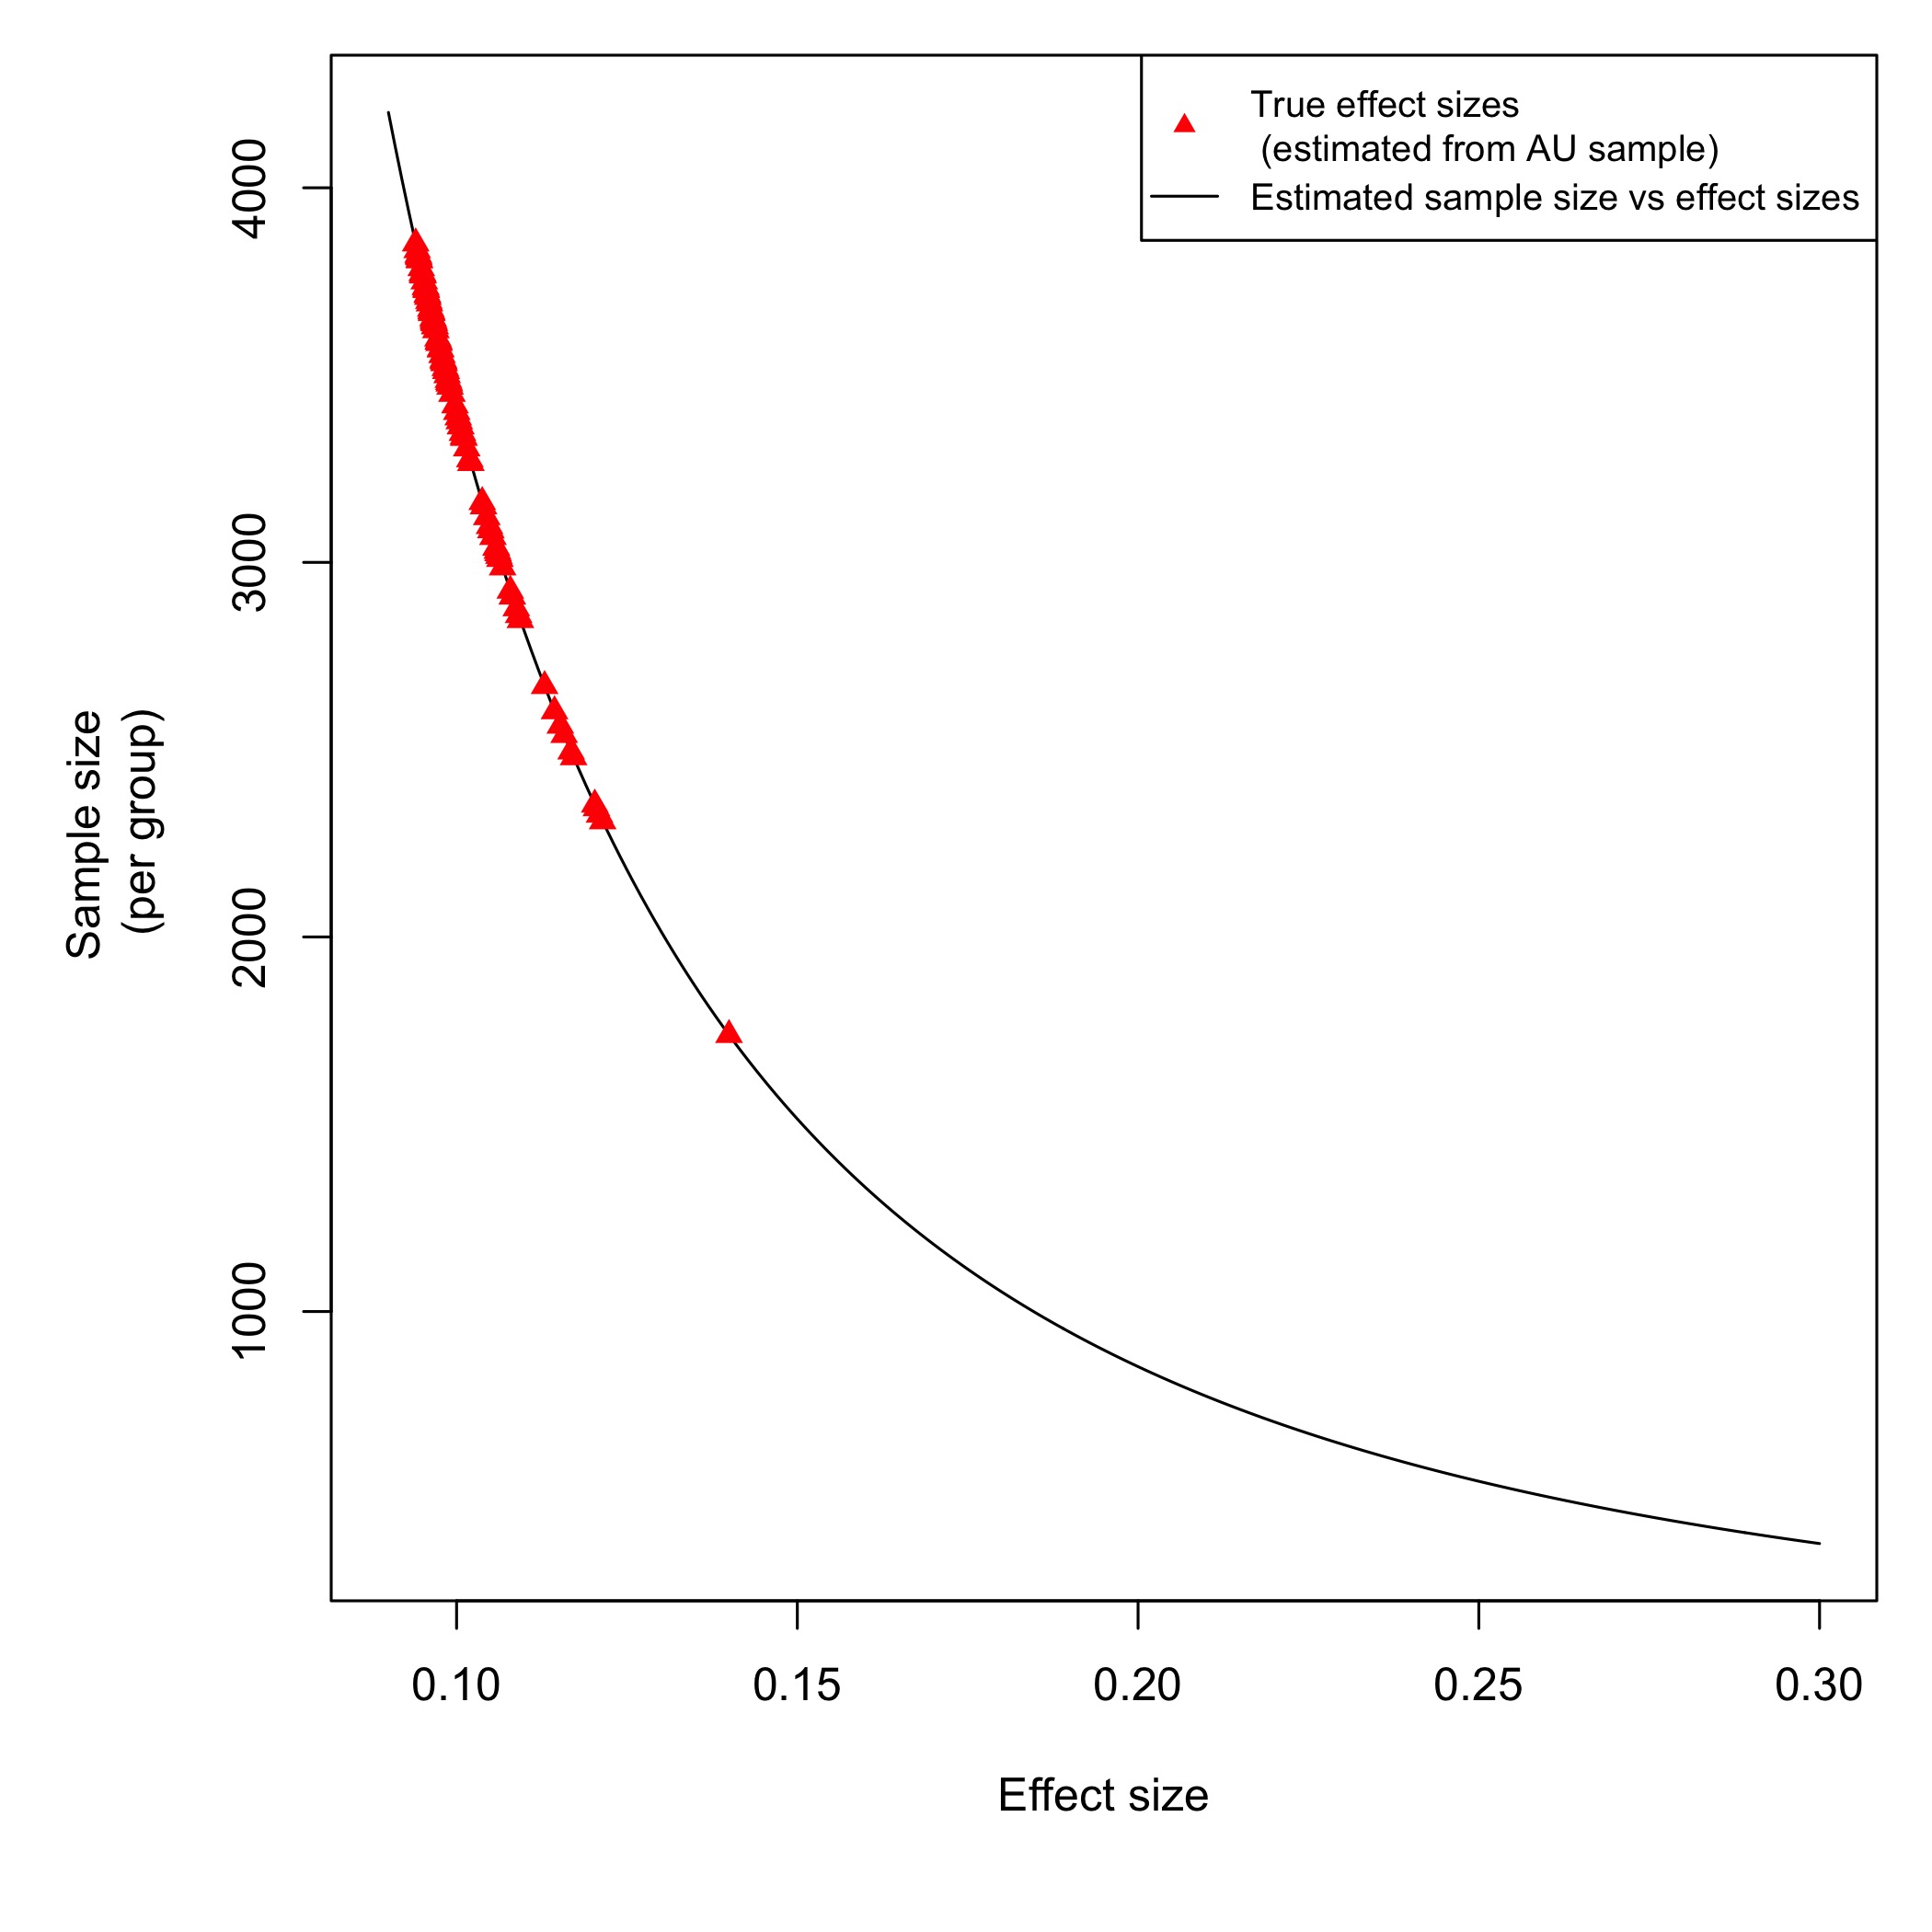 True effect sizes
(estimated from AU sample)
Estimated sample size vs effect sizes
4000
3000
2000
1000
Sample size
(per group)
0.10
0.15
0.20
0.25
0.30
Effect size